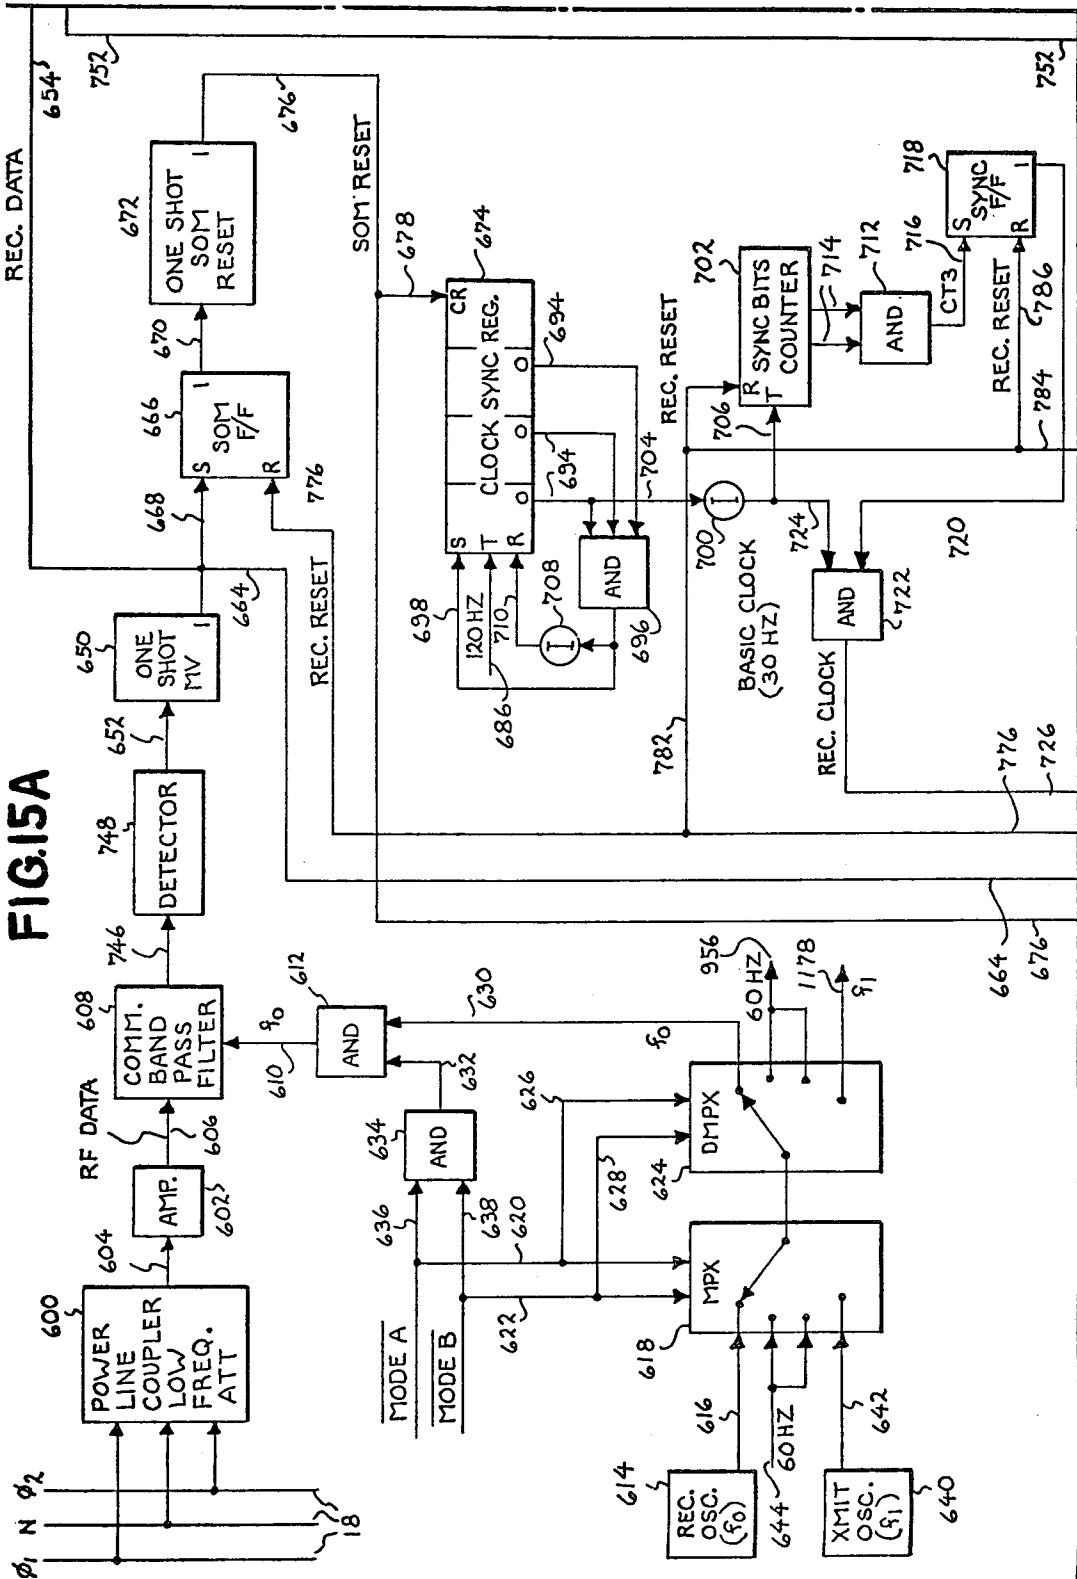 FIG.15A
φ1 N φ2
18
600
POWER
LINE
COUPLER
LOW
FREQ.
ATT
604
AMP.
602
RF DATA
606
608
COMM.
BAND
PASS
FILTER
746
748
DETECTOR
652
650
ONE
SHOT
MV
1
664
668
REC. DATA
654
752
752
666
SOM
F/F
S
R
1
670
672
ONE SHOT
SOM
RESET
1
676
REC. RESET
776
SOM RESET
678
674
CLOCK SYNC REG.
CR
S
T
R
O
O
O
694
694
694
698
120 HZ
710
686
708
I
AND
696
704
700
I
BASIC CLOCK
(30 HZ)
706
REC. RESET
702
SYNC BITS
COUNTER
R
T
714
712
AND
CT3
716
718
SYNC
F/F
S
R
1
REC. RESET
786
784
782
724
720
AND
722
REC. CLOCK
776
726
664
676
f0
610
612
AND
630
632
634
AND
636
638
MODE A
MODE B
620
622
626
628
f0
614
REC.
OSC.
(f0)
616
644
60 HZ
642
XMIT
OSC.
(f1)
640
618
MPX
624
DMPX
60 HZ
956
1178
f1